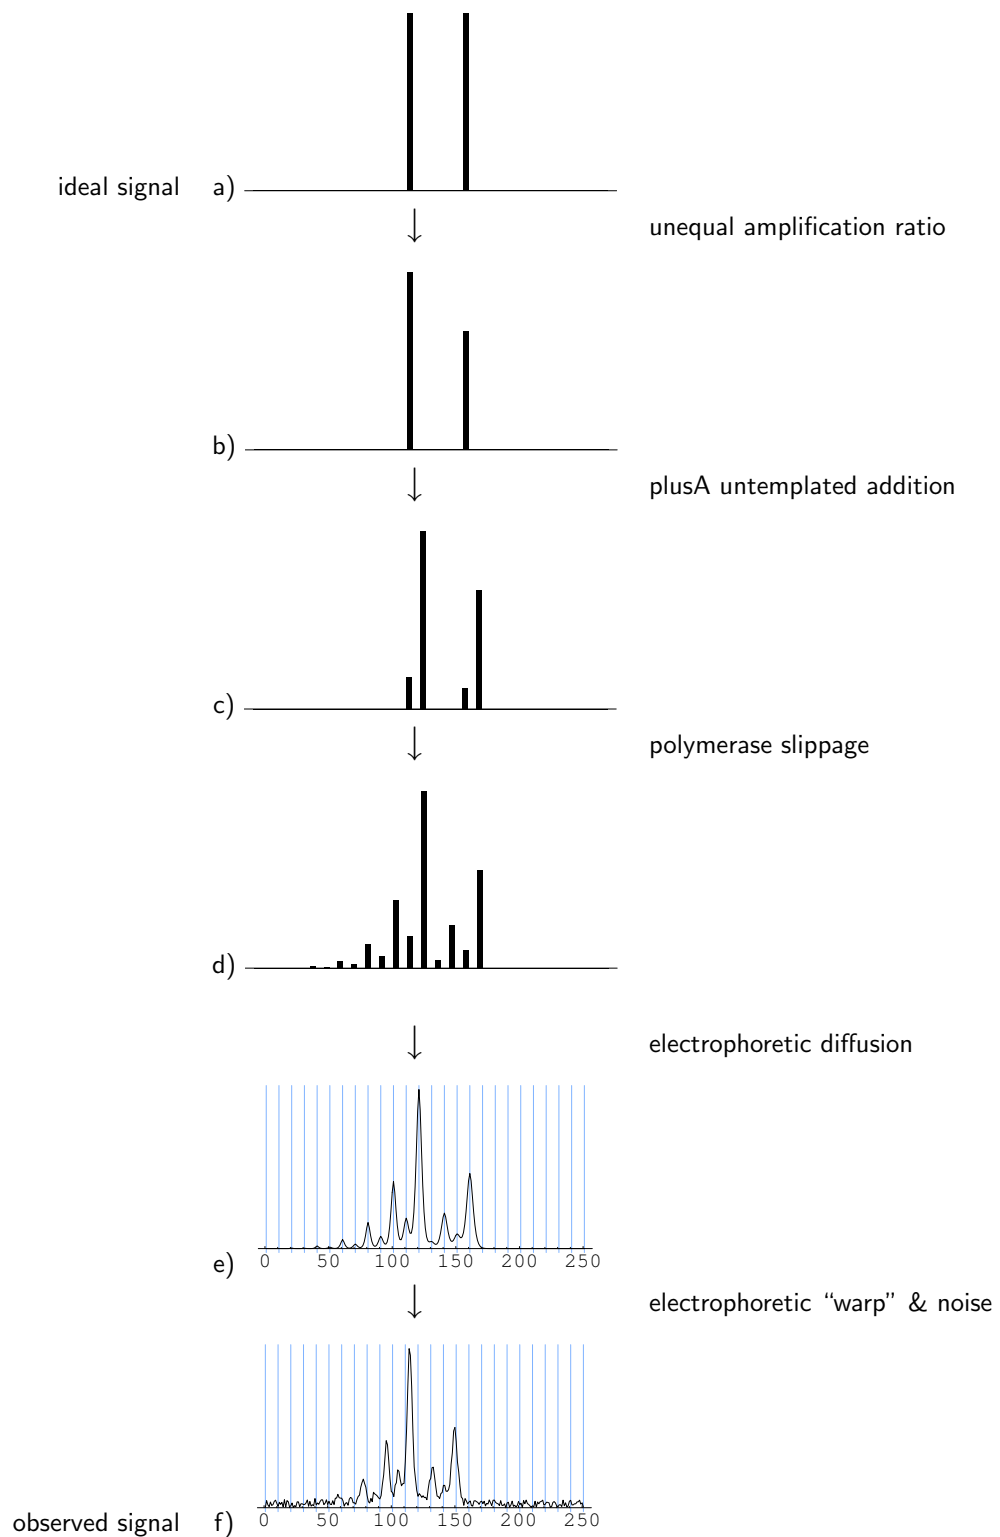 ideal signal a)
unequal amplification ratio
b)
plusA untemplated addition
c)
polymerase slippage
d)
electrophoretic diffusion
0 50 100 150 200 250
e)
electrophoretic “warp” & noise
observed signal f) 0 50 100 150 200 250